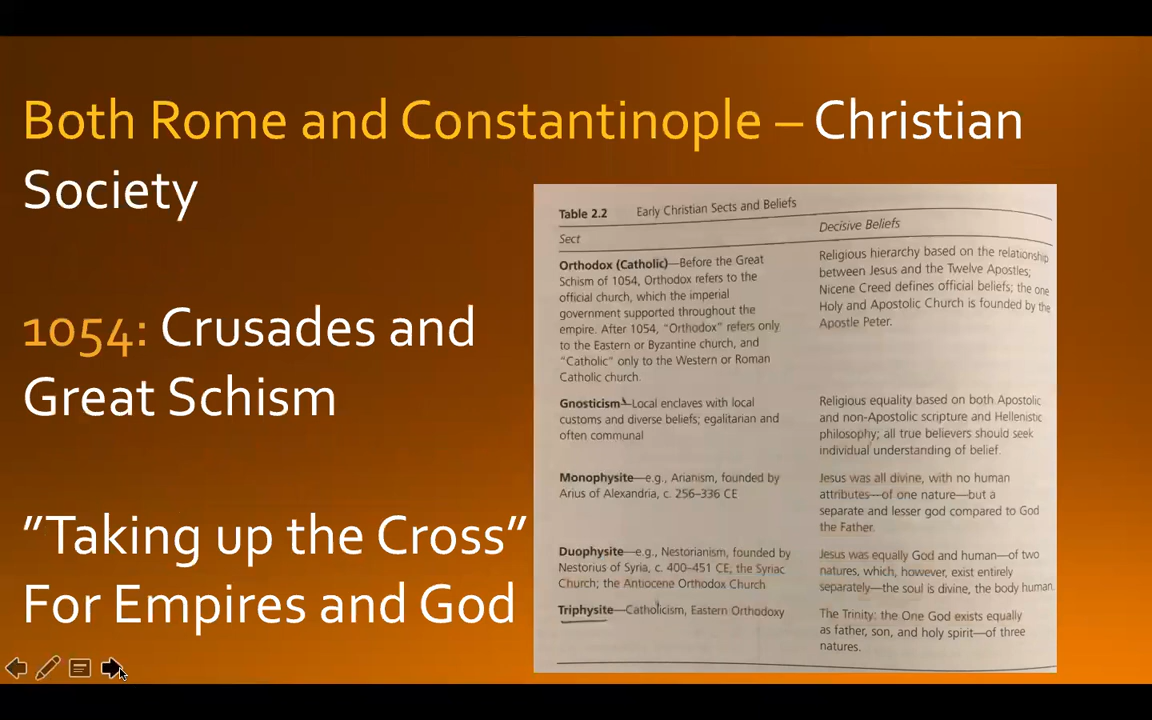 Both Rome and Constantinople – Christian
Society
1054: Crusades and
Great Schism
”Taking up the Cross”
For Empires and God
Table 2.2 Early Christian Sects and Beliefs
Sect Decisive Beliefs
Orthodox (Catholic)—Before the Great
Schism of 1054, Orthodox refers to the
official church, which the imperial
government supported throughout the
empire. After 1054, “Orthodox” refers only
to the Eastern or Byzantine church, and
“Catholic” only to the Western or Roman
Catholic church.
Religious hierarchy based on the relationship
between Jesus and the Twelve Apostles;
Nicene Creed defines official beliefs; the one
Holy and Apostolic Church is founded by the
Apostle Peter.
Gnosticism—Local enclaves with local
customs and diverse beliefs; egalitarian and
often communal
Religious equality based on both Apostolic
and non-Apostolic scripture and Hellenistic
philosophy; all true believers should seek
individual understanding of belief.
Monophysite—e.g., Arianism, founded by
Arius of Alexandria, c. 256–336 CE
Jesus was all divine, with no human
attributes—of one nature—but a
separate and lesser god compared to God
the Father.
Duophysite—e.g., Nestorianism, founded by
Nestorius of Syria, c. 400–451 CE, the Syriac
Church; the Antiocene Orthodox Church
Jesus was equally God and human—of two
natures, which, however, exist entirely
separately—the soul is divine, the body human.
Triphysite—Catholicism, Eastern Orthodoxy
The Trinity: the One God exists equally
as father, son, and holy spirit—of three
natures.